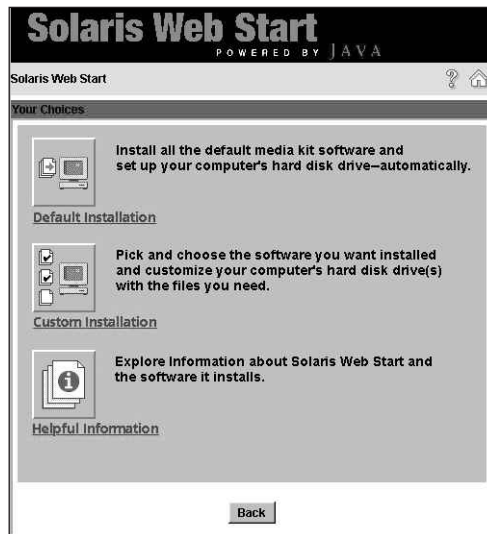 Solaris Web Start
POWERED BY JAVA
Solaris Web Start
Your Choices
Install all the default media kit software and
set up your computer's hard disk drive–automatically.
Default Installation
Pick and choose the software you want installed
and customize your computer's hard disk drive(s)
with the files you need.
Custom Installation
Explore Information about Solaris Web Start and
the software it installs.
Helpful Information
Back